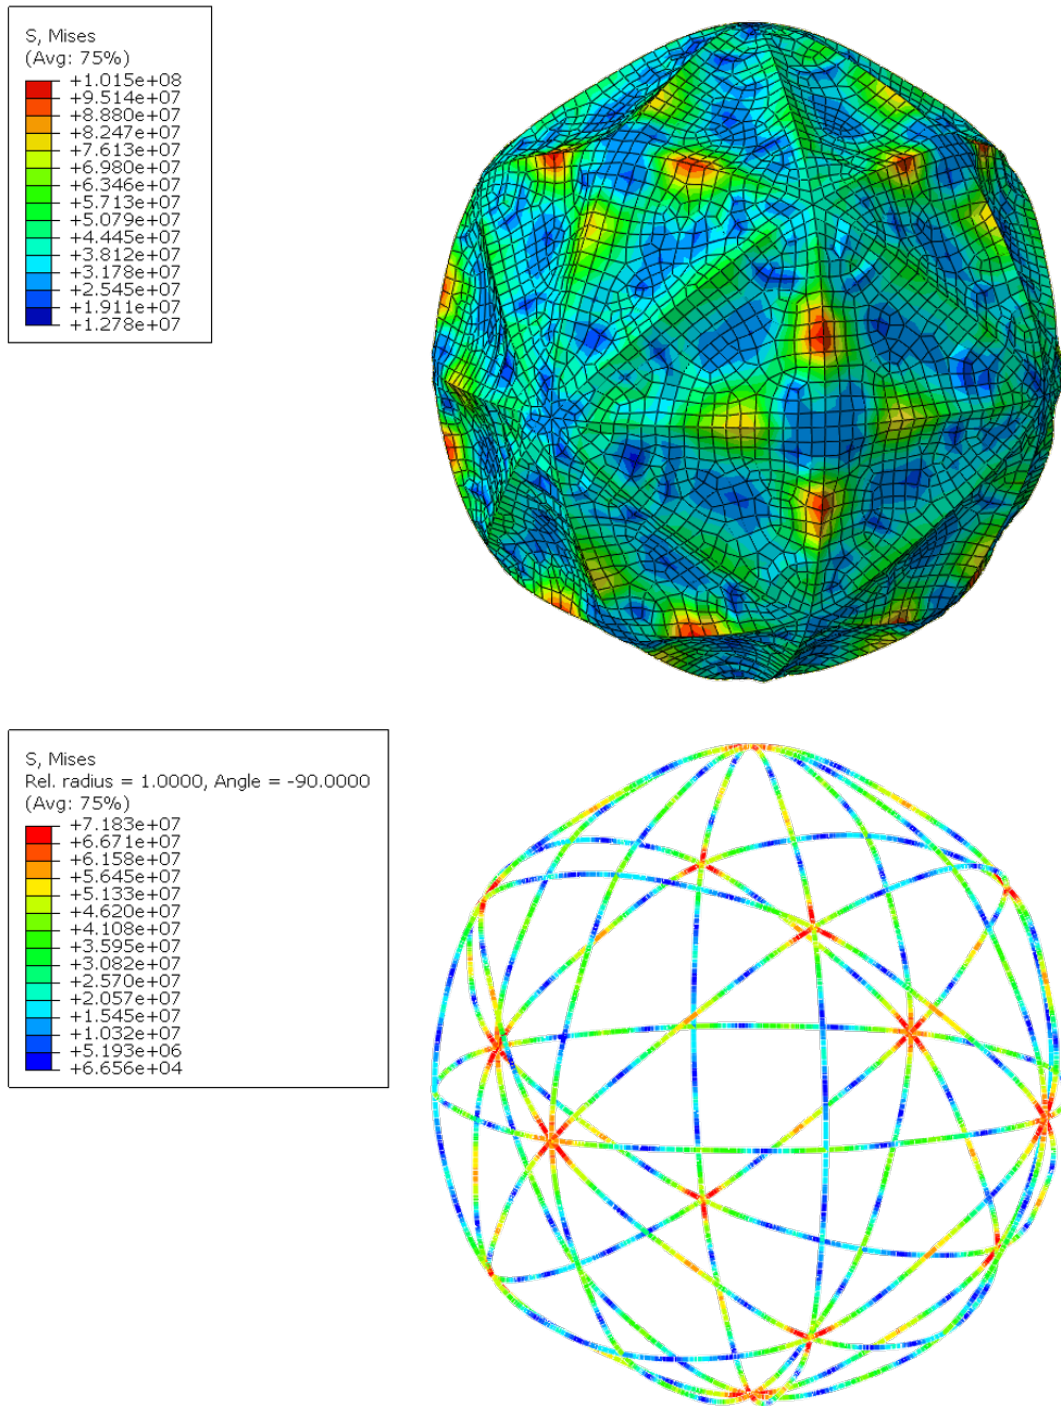 S, Mises
(Avg: 75%)
+1.015e+08
+9.514e+07
+8.880e+07
+8.247e+07
+7.613e+07
+6.980e+07
+6.346e+07
+5.713e+07
+5.079e+07
+4.445e+07
+3.812e+07
+3.178e+07
+2.545e+07
+1.911e+07
+1.278e+07
S, Mises
Rel. radius = 1.0000, Angle = -90.0000
(Avg: 75%)
+7.183e+07
+6.671e+07
+6.158e+07
+5.645e+07
+5.133e+07
+4.620e+07
+4.108e+07
+3.595e+07
+3.082e+07
+2.570e+07
+2.057e+07
+1.545e+07
+1.032e+07
+5.193e+06
+6.656e+04